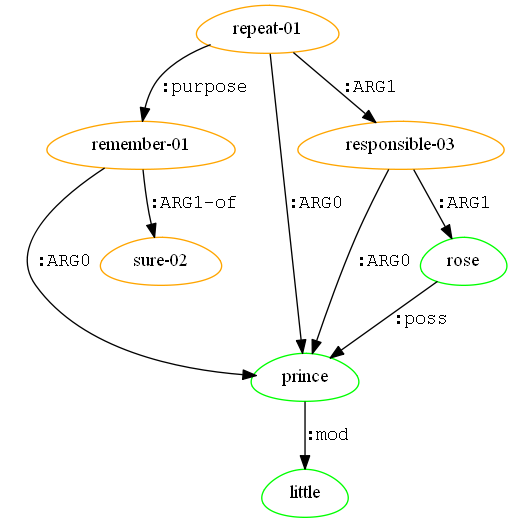 repeat-01
:purpose
:ARG1
remember-01
responsible-03
:ARG1-of
:ARG0
:ARG1
:ARG0
sure-02
:ARG0
rose
:poss
prince
:mod
little